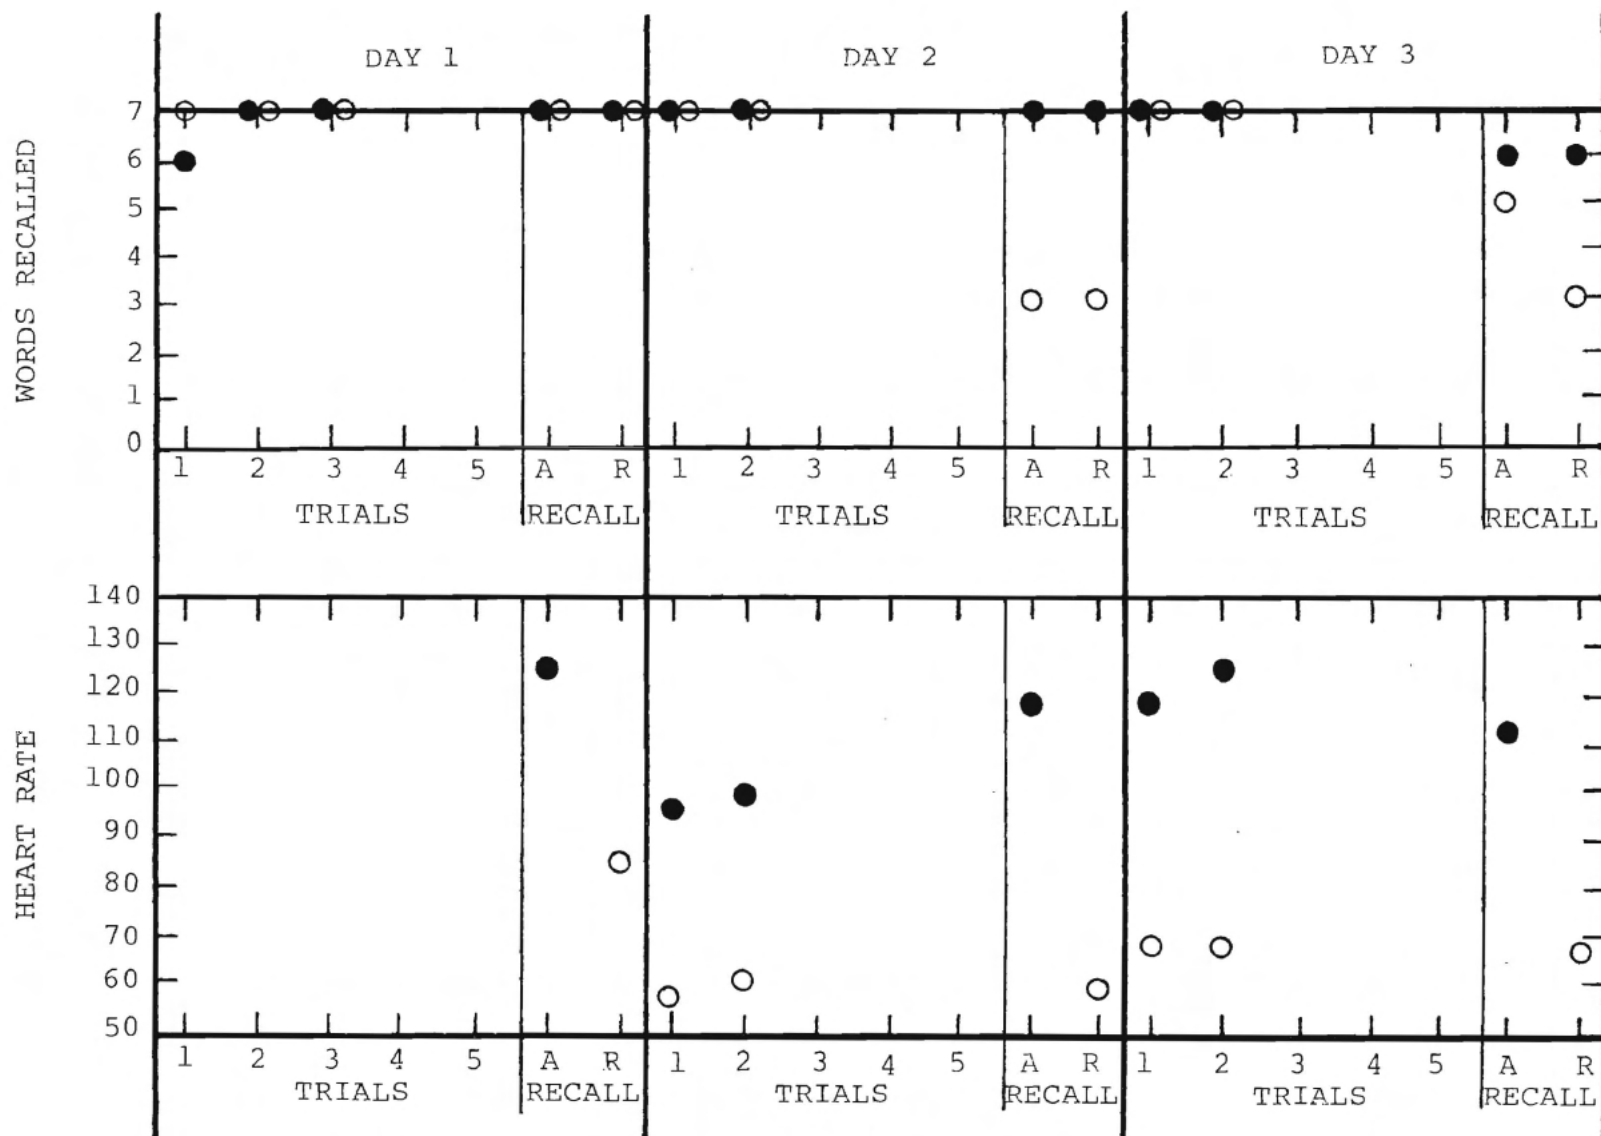 DAY 1 DAY 2 DAY 3
WORDS RECALLED
7
6
5
4
3
2
1
0
1 2 3 4 5 A R 1 2 3 4 5 A R 1 2 3 4 5 A R
TRIALS RECALL TRIALS RECALL TRIALS RECALL
HEART RATE
140
130
120
110
100
90
80
70
60
50
1 2 3 4 5 A R 1 2 3 4 5 A R 1 2 3 4 5 A R
TRIALS RECALL TRIALS RECALL TRIALS RECALL